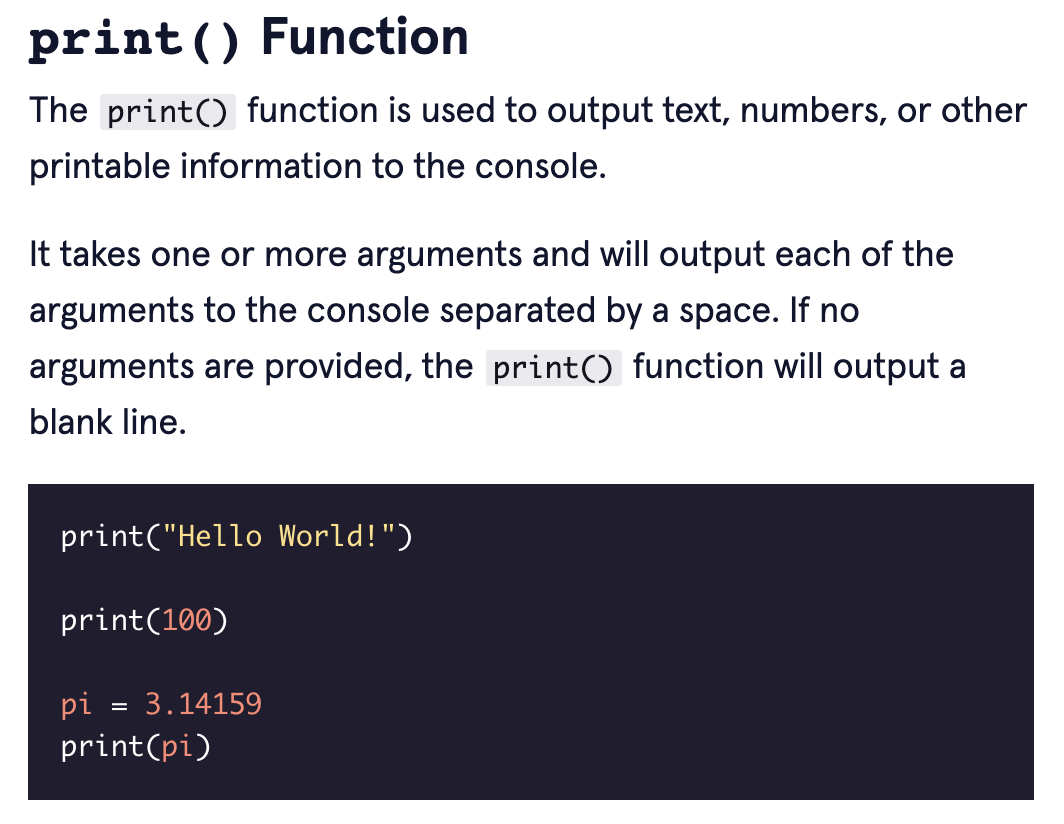 print() Function
The print() function is used to output text, numbers, or other
printable information to the console.
It takes one or more arguments and will output each of the
arguments to the console separated by a space. If no
arguments are provided, the print() function will output a
blank line.
print("Hello World!")
print(100)
pi = 3.14159
print(pi)